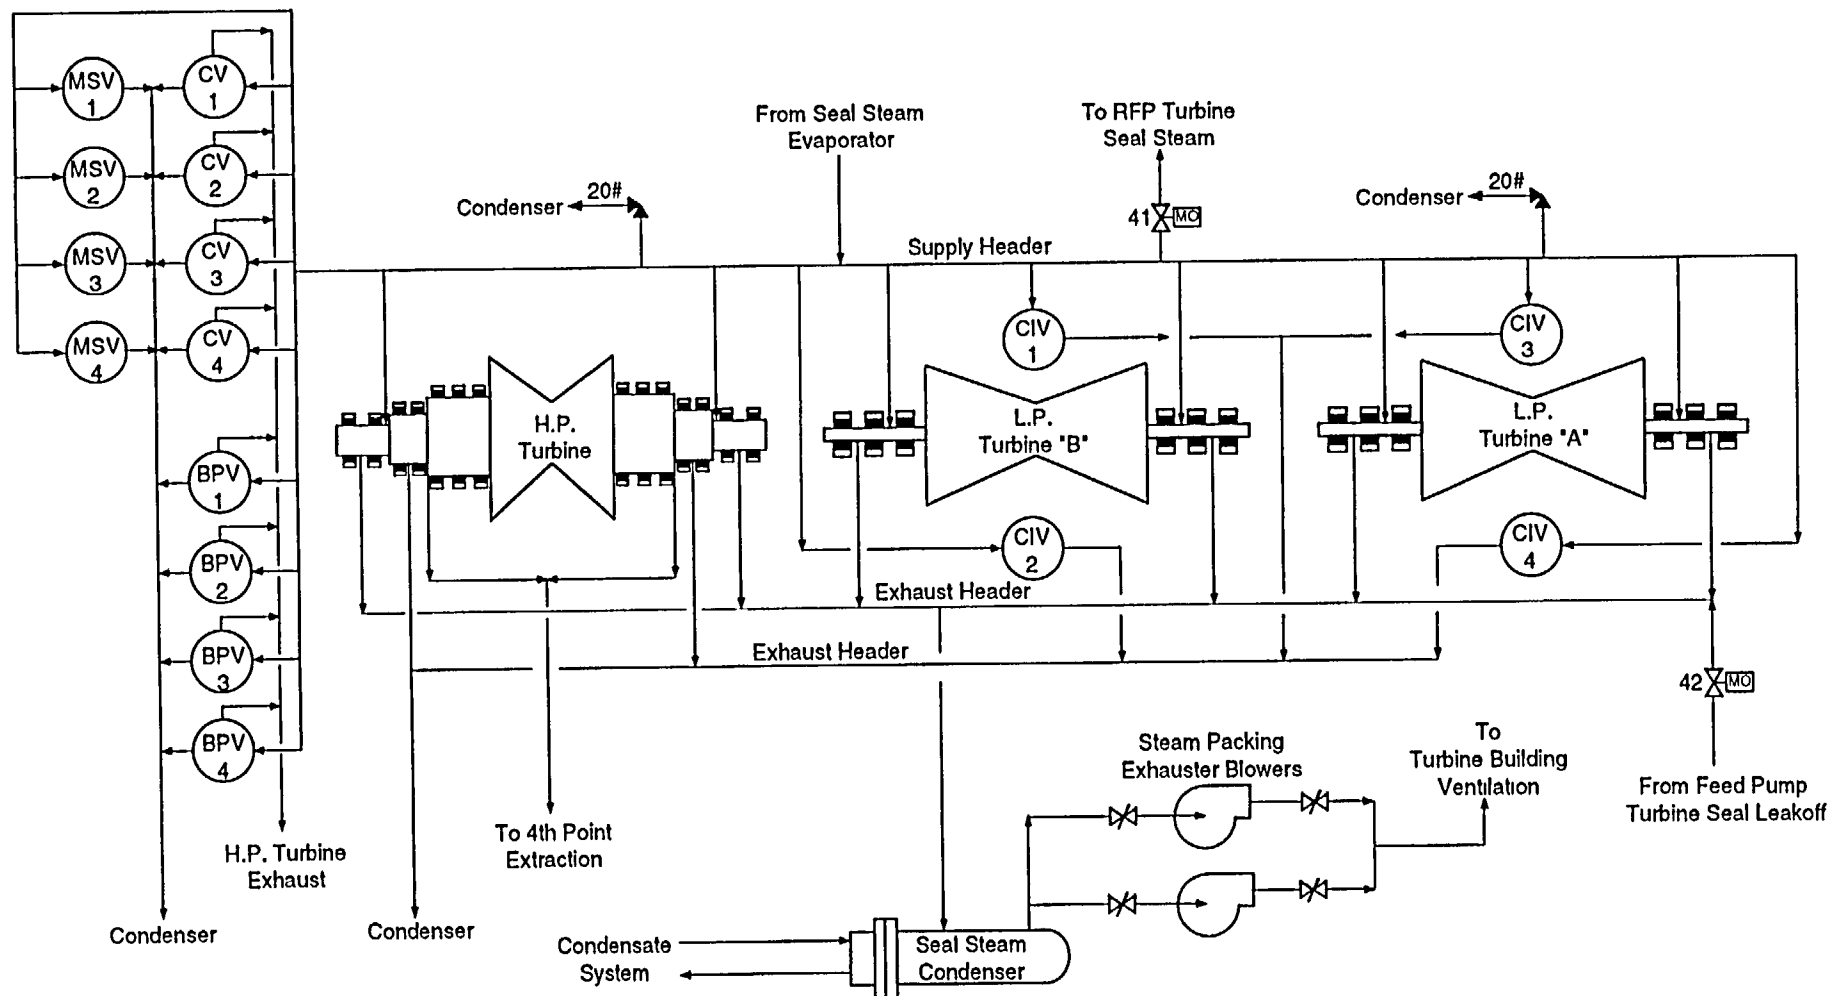 MSV
1
CV
1
MSV
2
CV
2
MSV
3
CV
3
MSV
4
CV
4
BPV
1
BPV
2
BPV
3
BPV
4
H.P. Turbine
Exhaust
Condenser
Condenser
From Seal Steam
Evaporator
To RFP Turbine
Seal Steam
Condenser
20#
41
MO
Condenser
20#
Supply Header
CIV
1
CIV
3
H.P.
Turbine
L.P.
Turbine "B"
L.P.
Turbine "A"
CIV
2
CIV
4
Exhaust Header
Exhaust Header
42
MO
From Feed Pump
Turbine Seal Leakoff
To 4th Point
Extraction
Steam Packing
Exhauster Blowers
To
Turbine Building
Ventilation
Condensate
System
Seal Steam
Condenser